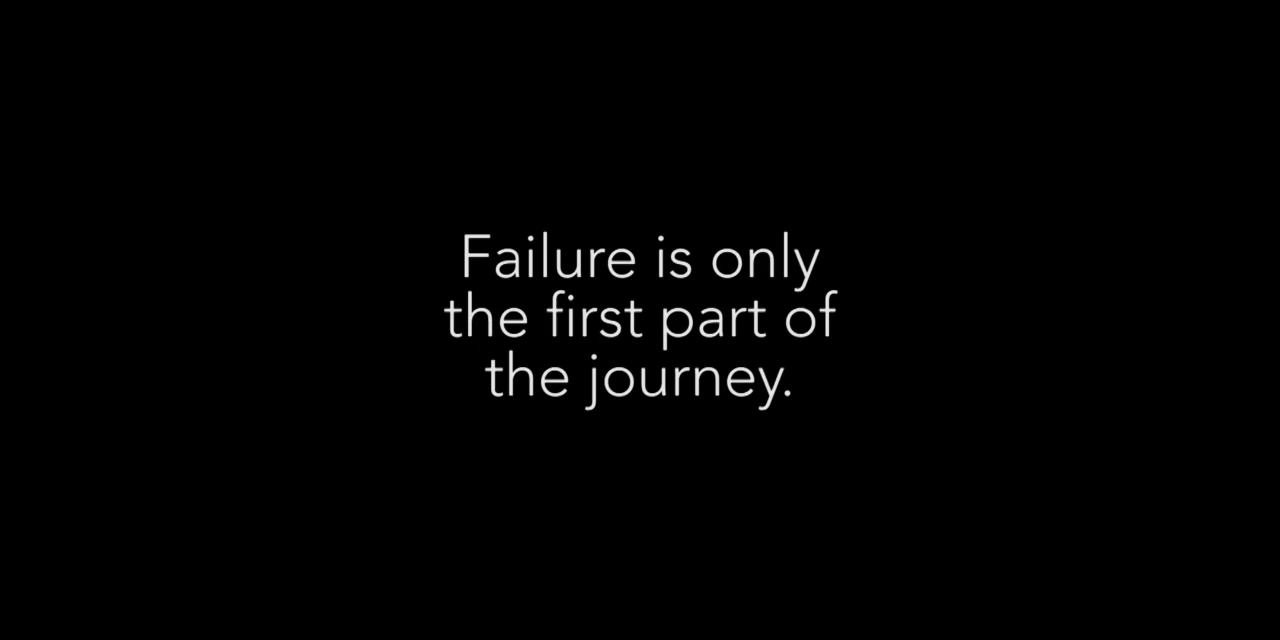 Failure is only
the first part of
the journey.